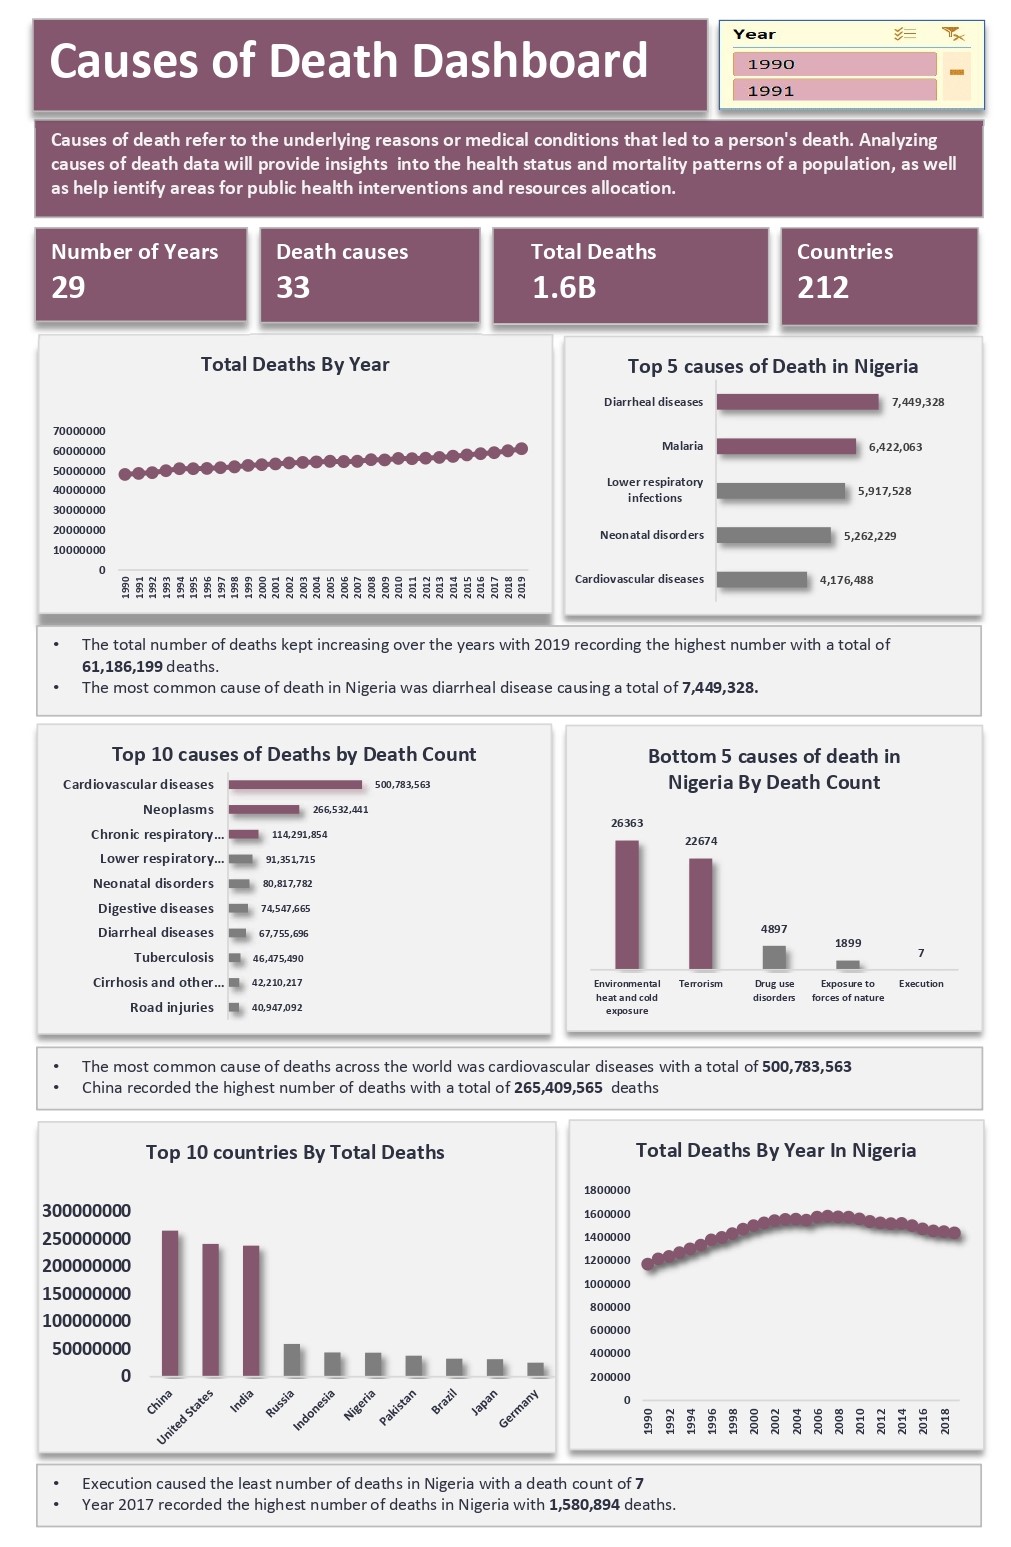 Causes of Death Dashboard
Year
1990
1991
Causes of death refer to the underlying reasons or medical conditions that led to a person's death. Analyzing
causes of death data will provide insights  into the health status and mortality patterns of a population, as well
as help ientify areas for public health interventions and resources allocation.
Number of Years
29
Death causes
33
Total Deaths
1.6B
Countries
212
Total Deaths By Year
70000000
60000000
50000000
40000000
30000000
20000000
10000000
0
1990
1991
1992
1993
1994
1995
1996
1997
1998
1999
2000
2001
2002
2003
2004
2005
2006
2007
2008
2009
2010
2011
2012
2013
2014
2015
2016
2017
2018
2019
Top 5 causes of Death in Nigeria
Diarrheal diseases
7,449,328
Malaria
6,422,063
Lower respiratory
infections
5,917,528
Neonatal disorders
5,262,229
Cardiovascular diseases
4,176,488
• The total number of deaths kept increasing over the years with 2019 recording the highest number with a total of
61,186,199 deaths.
• The most common cause of death in Nigeria was diarrheal disease causing a total of 7,449,328.
Top 10 causes of Deaths by Death Count
Cardiovascular diseases
500,783,563
Neoplasms
266,532,441
Chronic respiratory...
114,291,854
Lower respiratory...
91,351,715
Neonatal disorders
80,817,782
Digestive diseases
74,547,665
Diarrheal diseases
67,755,696
Tuberculosis
46,475,490
Cirrhosis and other...
42,210,217
Road injuries
40,947,092
Bottom 5 causes of death in
Nigeria By Death Count
26363
22674
4897
1899
7
Environmental
heat and cold
exposure
Terrorism
Drug use
disorders
Exposure to
forces of nature
Execution
• The most common cause of deaths across the world was cardiovascular diseases with a total of 500,783,563
• China recorded the highest number of deaths with a total of 265,409,565  deaths
Top 10 countries By Total Deaths
300000000
250000000
200000000
150000000
100000000
50000000
0
China
United States
India
Russia
Indonesia
Nigeria
Pakistan
Brazil
Japan
Germany
Total Deaths By Year In Nigeria
1800000
1600000
1400000
1200000
1000000
800000
600000
400000
200000
0
1990
1992
1994
1996
1998
2000
2002
2004
2006
2008
2010
2012
2014
2016
2018
• Execution caused the least number of deaths in Nigeria with a death count of 7
• Year 2017 recorded the highest number of deaths in Nigeria with 1,580,894 deaths.